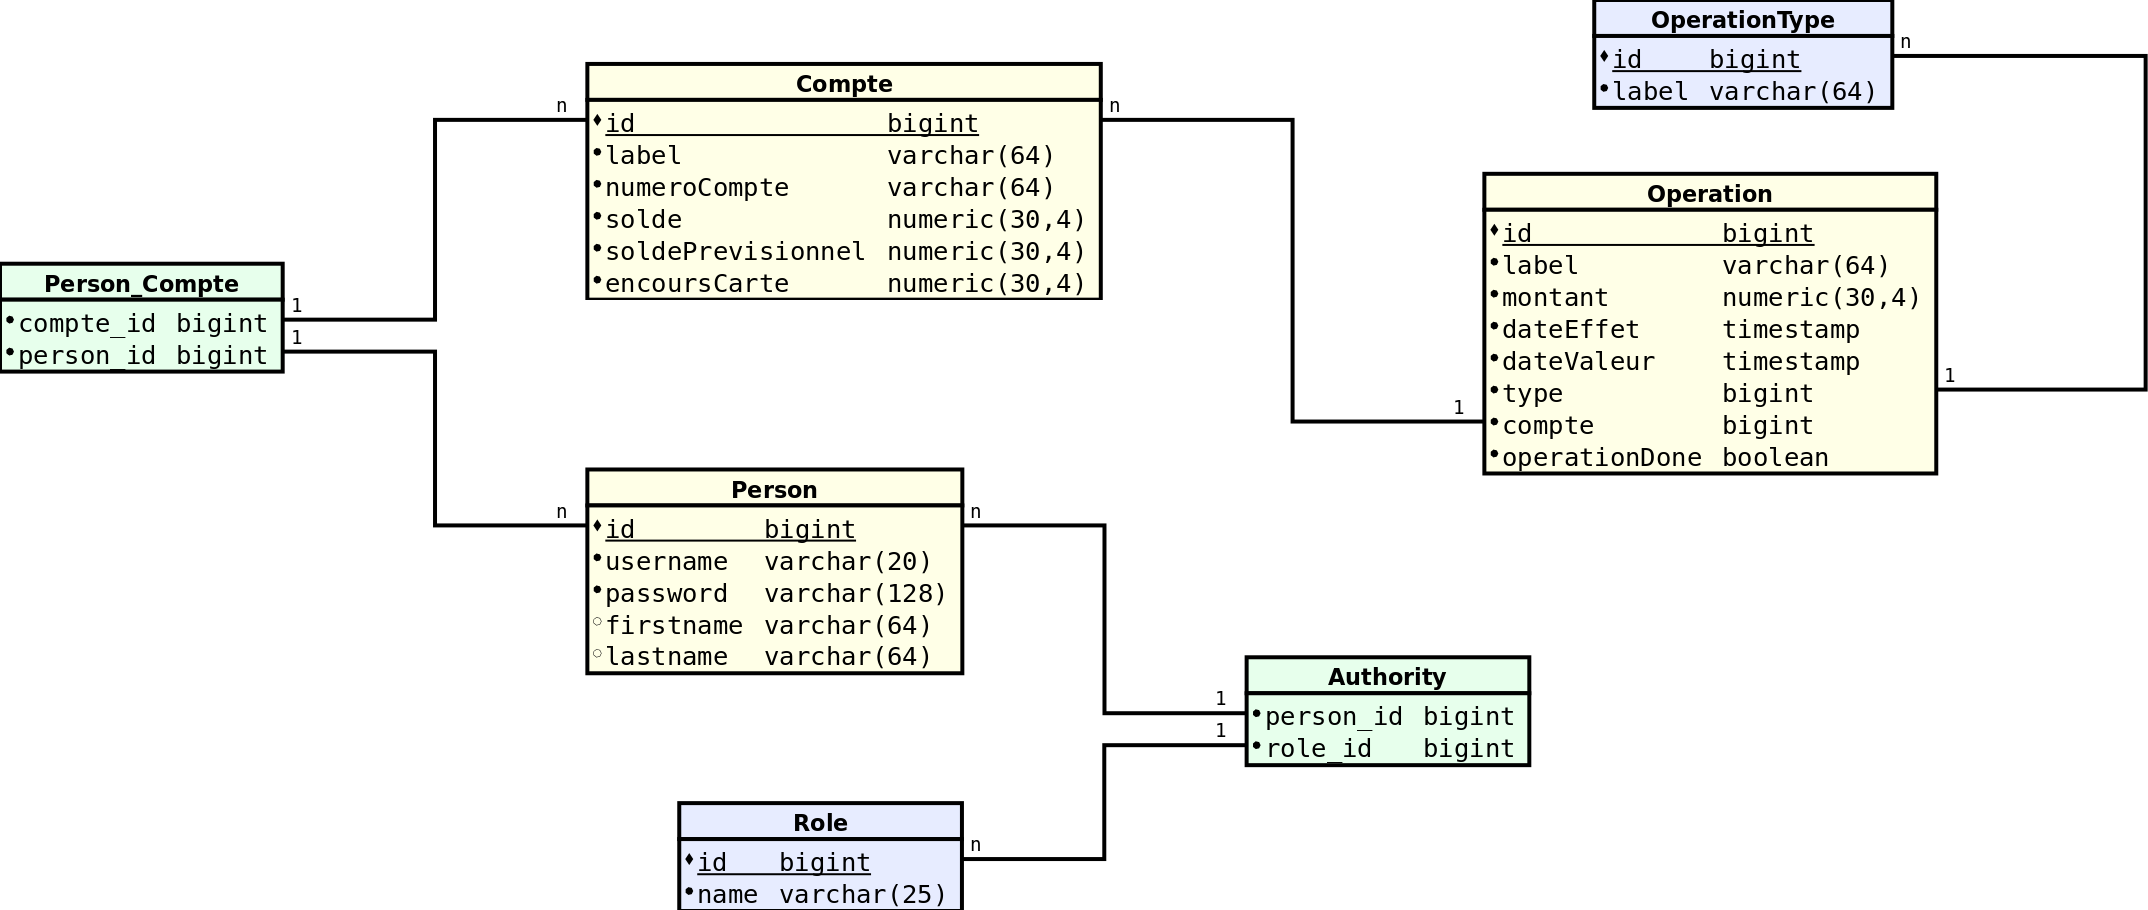 OperationType
n
id bigint
label varchar(64)
Compte
n
n
id bigint
label varchar(64)
numeroCompte varchar(64)
solde numeric(30,4)
soldePrevisionnel numeric(30,4)
encoursCarte numeric(30,4)
Operation
id bigint
label varchar(64)
montant numeric(30,4)
dateEffet timestamp
dateValeur timestamp
type bigint
compte bigint
operationDone boolean
1
1
Person_Compte
compte_id bigint
person_id bigint
1
1
Person
n
n
id bigint
username varchar(20)
password varchar(128)
firstname varchar(64)
lastname varchar(64)
Authority
person_id bigint
role_id bigint
1
1
Role
n
id bigint
name varchar(25)